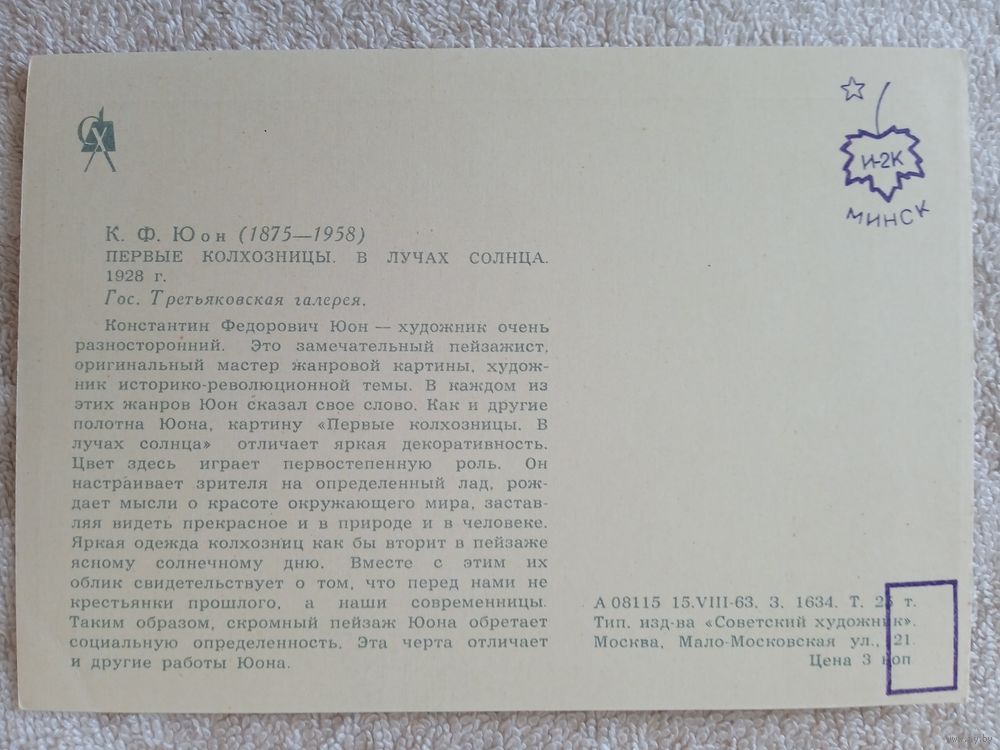 СХ
И-2К
МИНСК
К. Ф. Юон (1875—1958)
ПЕРВЫЕ КОЛХОЗНИЦЫ. В ЛУЧАХ СОЛНЦА.
1928 г.
Гос. Третьяковская галерея.
Константин Федорович Юон — художник очень
разносторонний. Это замечательный пейзажист,
оригинальный мастер жанровой картины, худож-
ник историко-революционной темы. В каждом из
этих жанров Юон сказал свое слово. Как и другие
полотна Юона, картину «Первые колхозницы. В
лучах солнца» отличает яркая декоративность.
Цвет здесь играет первостепенную роль. Он
настраивает зрителя на определенный лад, рож-
дает мысли о красоте окружающего мира, застав-
ляя видеть прекрасное и в природе и в человеке.
Яркая одежда колхозниц как бы вторит в пейзаже
ясному солнечному дню. Вместе с этим их
облик свидетельствует о том, что перед нами не
крестьянки прошлого, а наши современницы.
Таким образом, скромный пейзаж Юона обретает
социальную определенность. Эта черта отличает
и другие работы Юона.
А 08115 15.VIII-63. З. 1634. Т. 25 т.
Тип. изд-ва «Советский художник».
Москва, Мало-Московская ул., 21.
Цена 3 коп